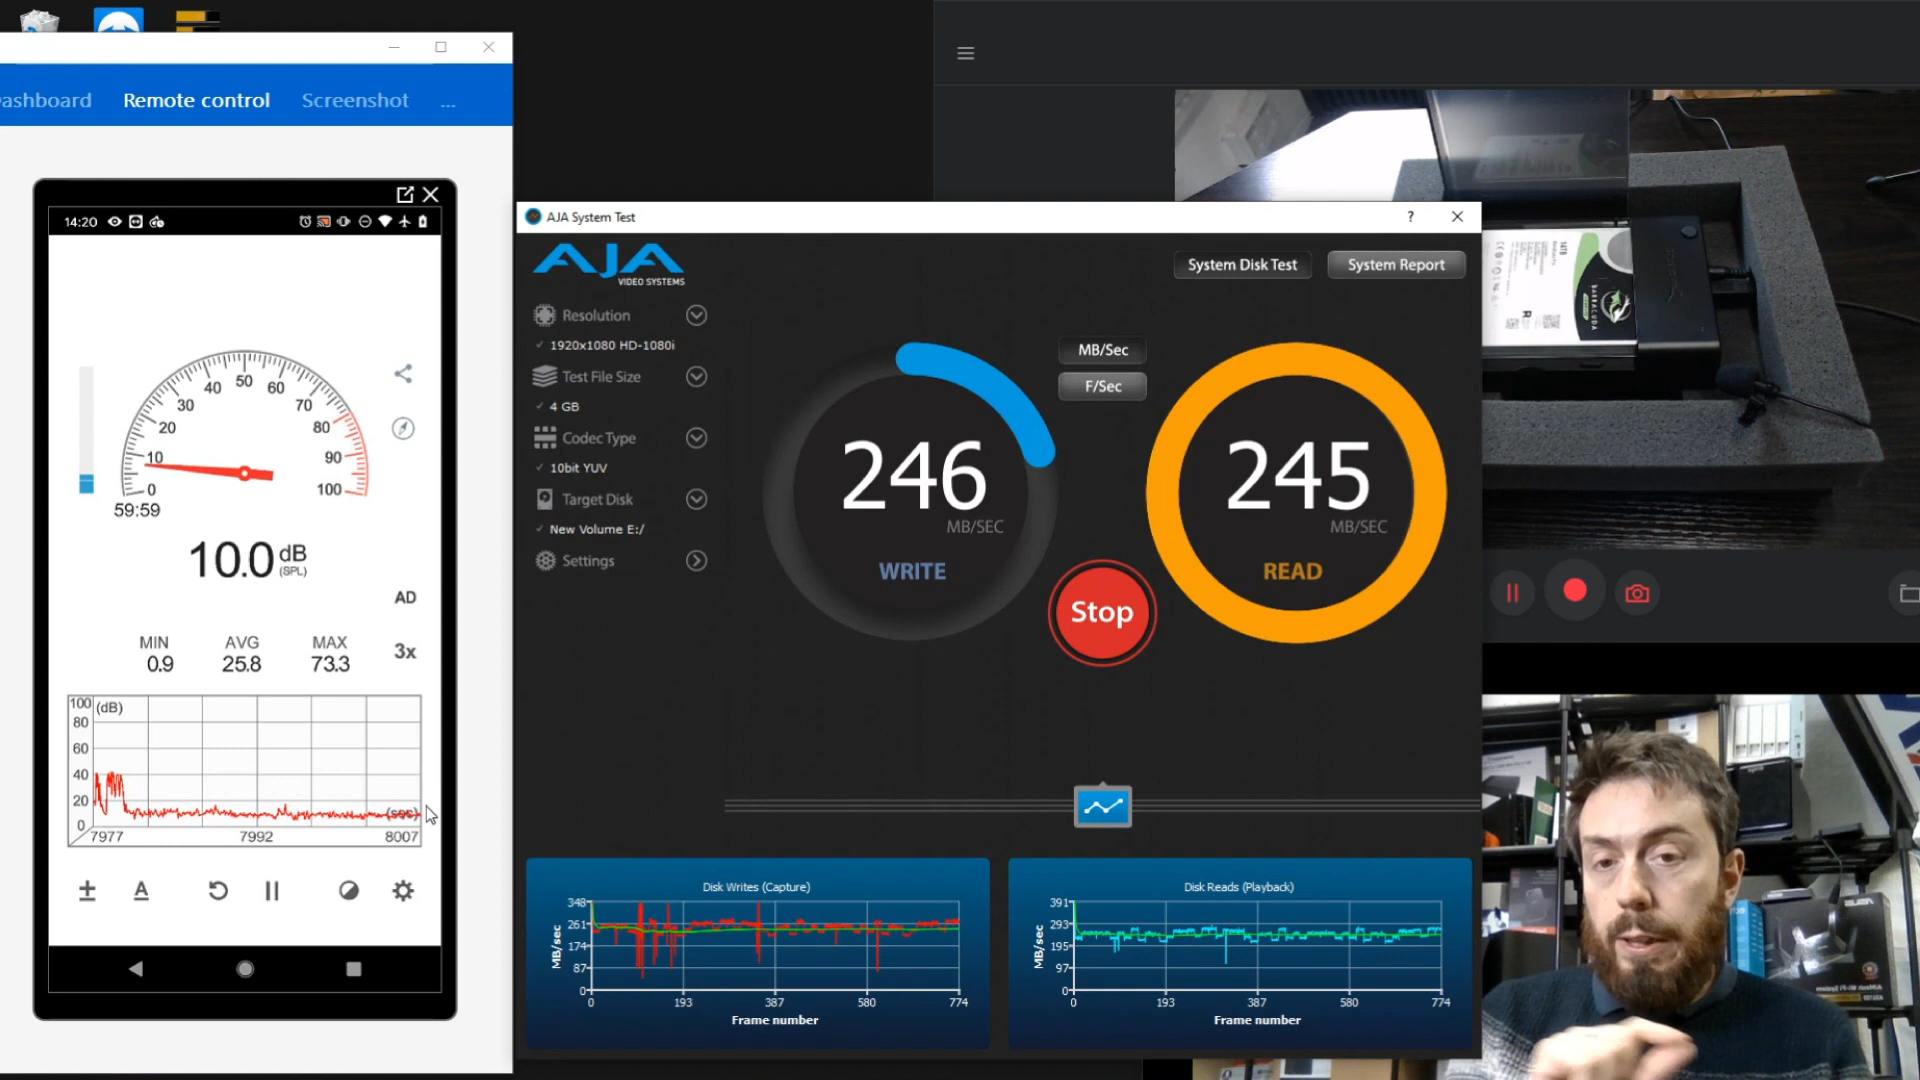 ashboard
Remote control
Screenshot
...
14:20
0
10
20
30
40
50
60
70
80
90
100
59:59
10.0 dB
(SPL)
AD
MIN
AVG
MAX
0.9
25.8
73.3
3x
100 (dB)
80
60
40
20
0
(sec)
7977
7992
8007
A
AJA System Test
?
AJA
VIDEO SYSTEMS
System Disk Test
System Report
Resolution
1920x1080 HD-1080i
Test File Size
4 GB
Codec Type
10bit YUV
Target Disk
New Volume E:/
Settings
MB/Sec
F/Sec
246
MB/SEC
WRITE
245
MB/SEC
READ
Stop
Disk Writes (Capture)
MB/sec
348
261
174
87
0
0
193
387
580
774
Frame number
Disk Reads (Playback)
MB/sec
391
293
195
97
0
0
193
387
580
774
Frame number
BARRACUDA
14TB
R